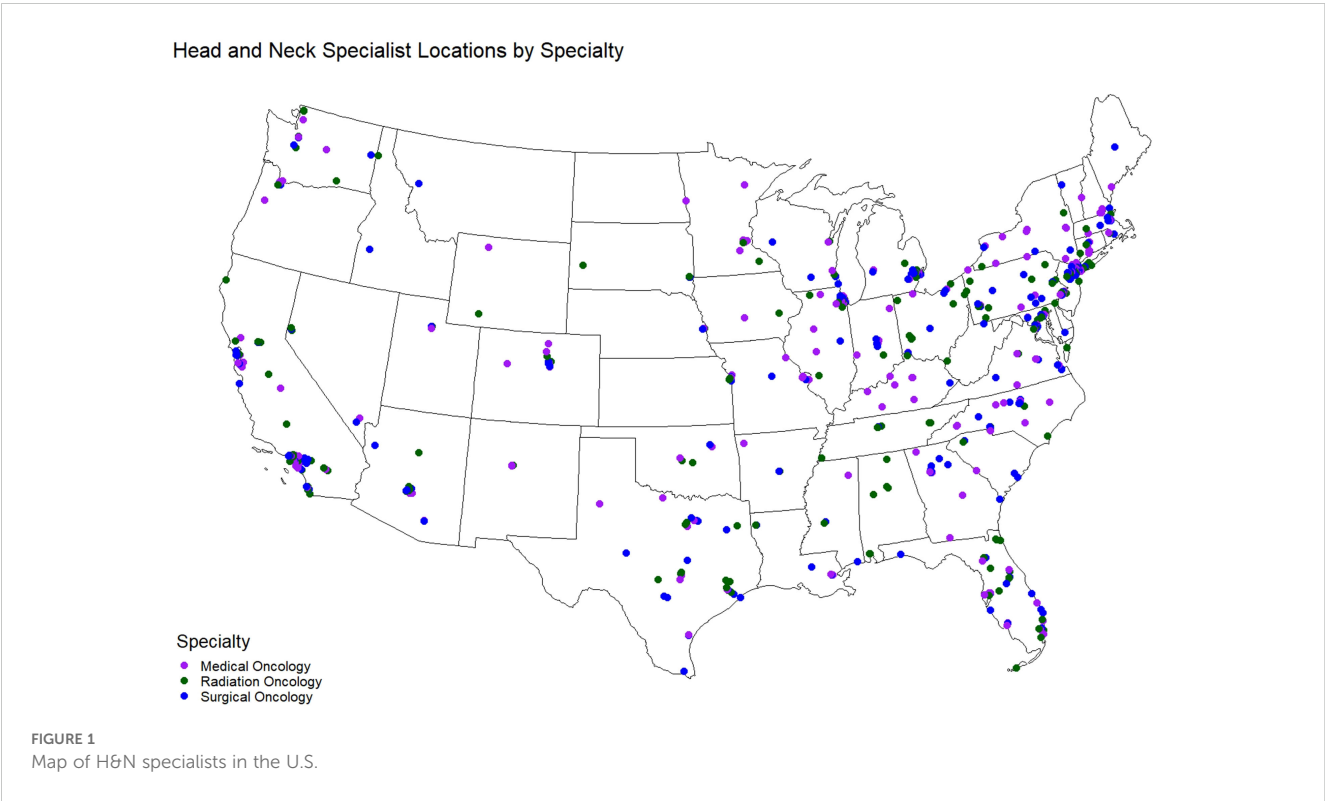 Head and Neck Specialist Locations by Specialty
Specialty
Medical Oncology
Radiation Oncology
Surgical Oncology
FIGURE 1
Map of H&N specialists in the U.S.